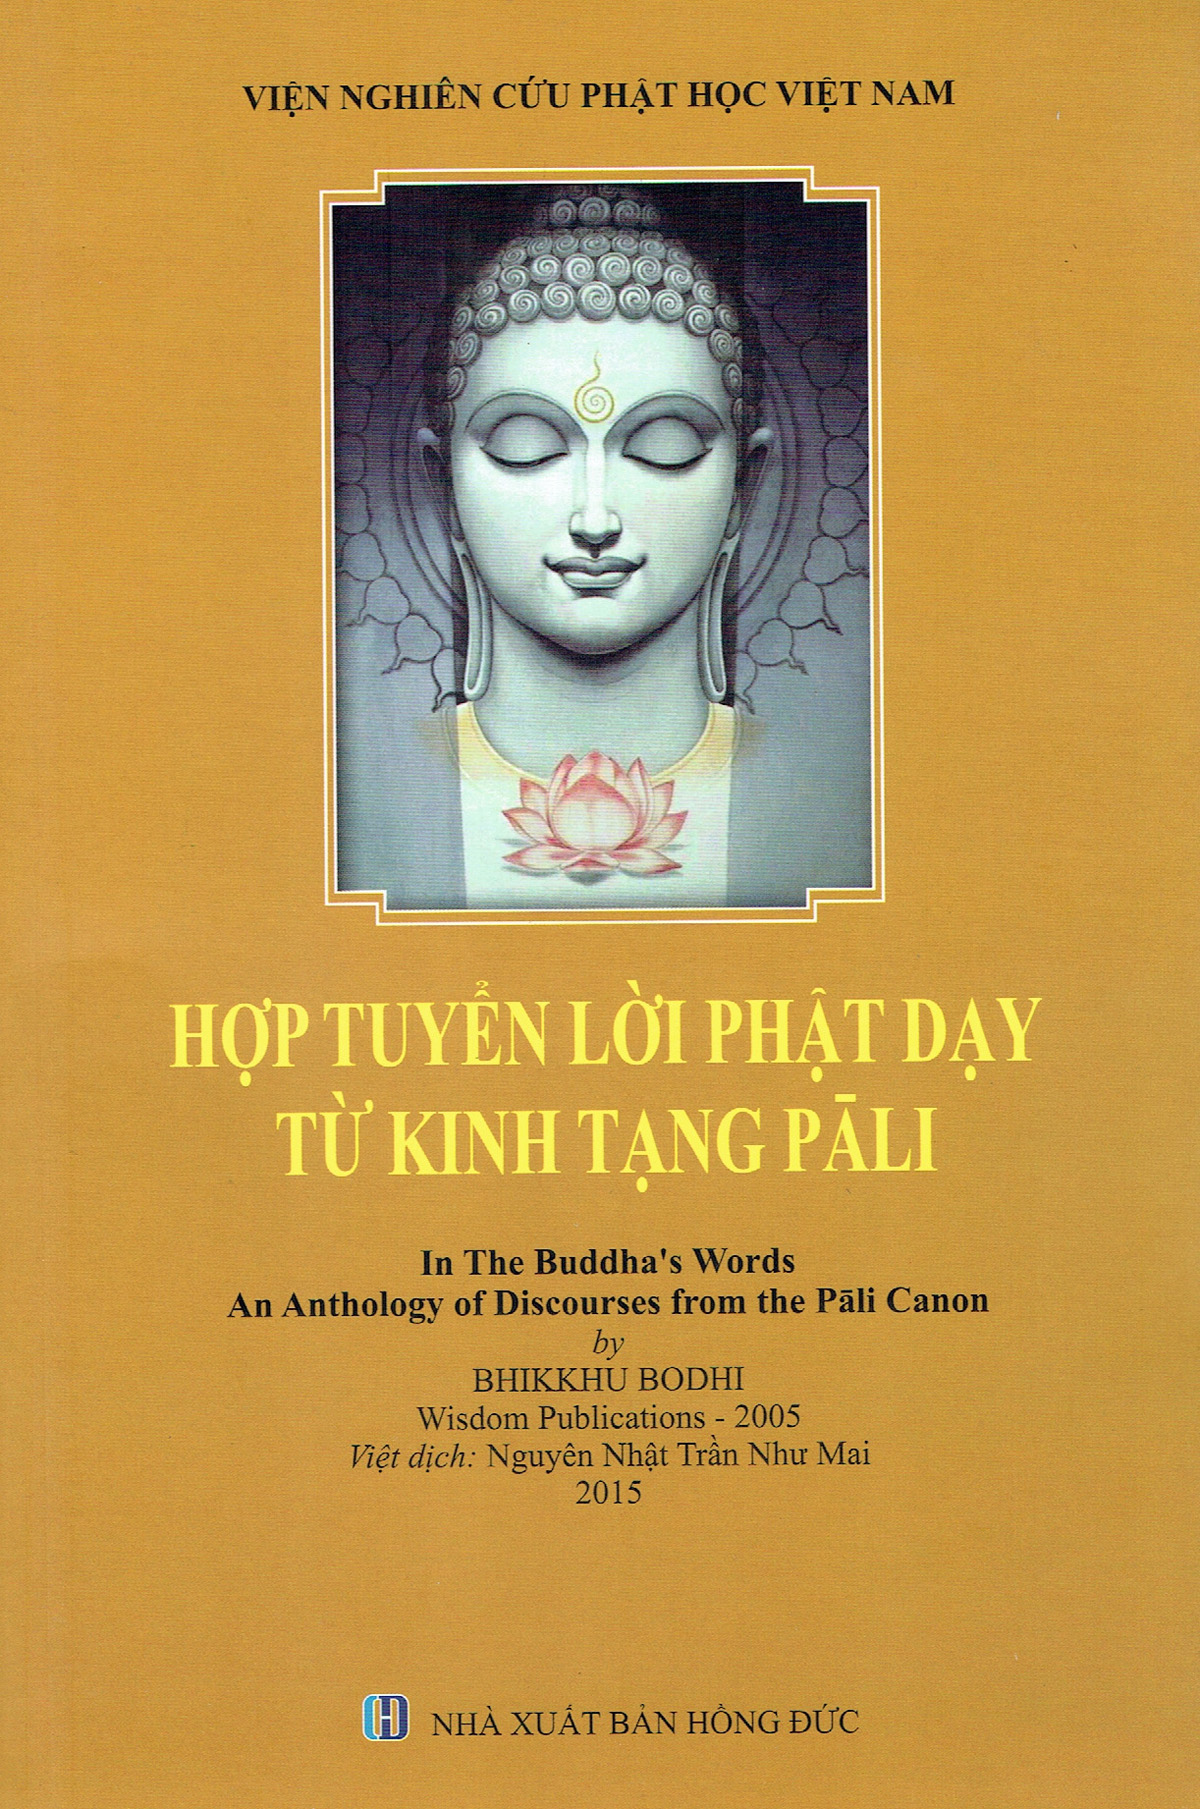 VIỆN NGHIÊN CỨU PHẬT HỌC VIỆT NAM
HỢP TUYỂN LỜI PHẬT DẠY
TỪ KINH TẠNG PĀLI
In The Buddha's Words
An Anthology of Discourses from the Pāli Canon
by
BHIKKHU BODHI
Wisdom Publications - 2005
Việt dịch: Nguyên Nhật Trần Như Mai
2015
NHÀ XUẤT BẢN HỒNG ĐỨC